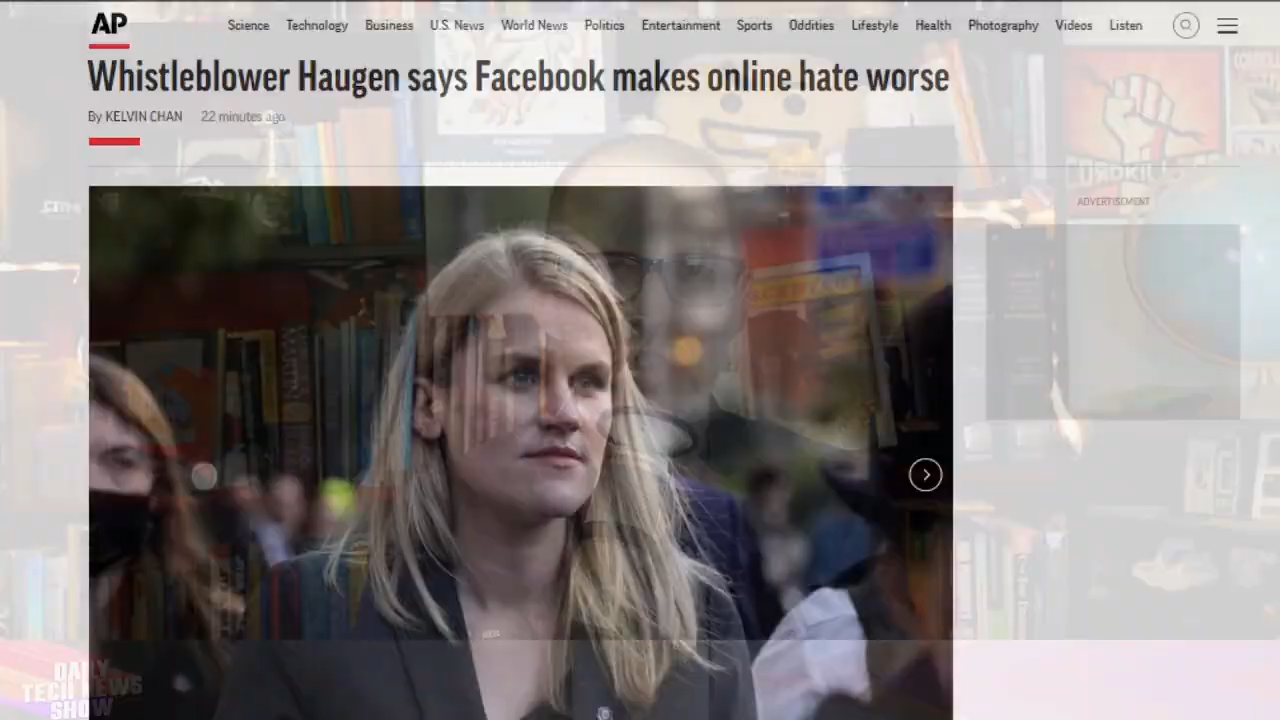 AP
Science Technology Business U.S. News World News Politics Entertainment Sports Oddities Lifestyle Health Photography Videos Listen
Whistleblower Haugen says Facebook makes online hate worse
By KELVIN CHAN 22 minutes ago
ADVERTISEMENT
DAILY
TECH NEWS
SHOW